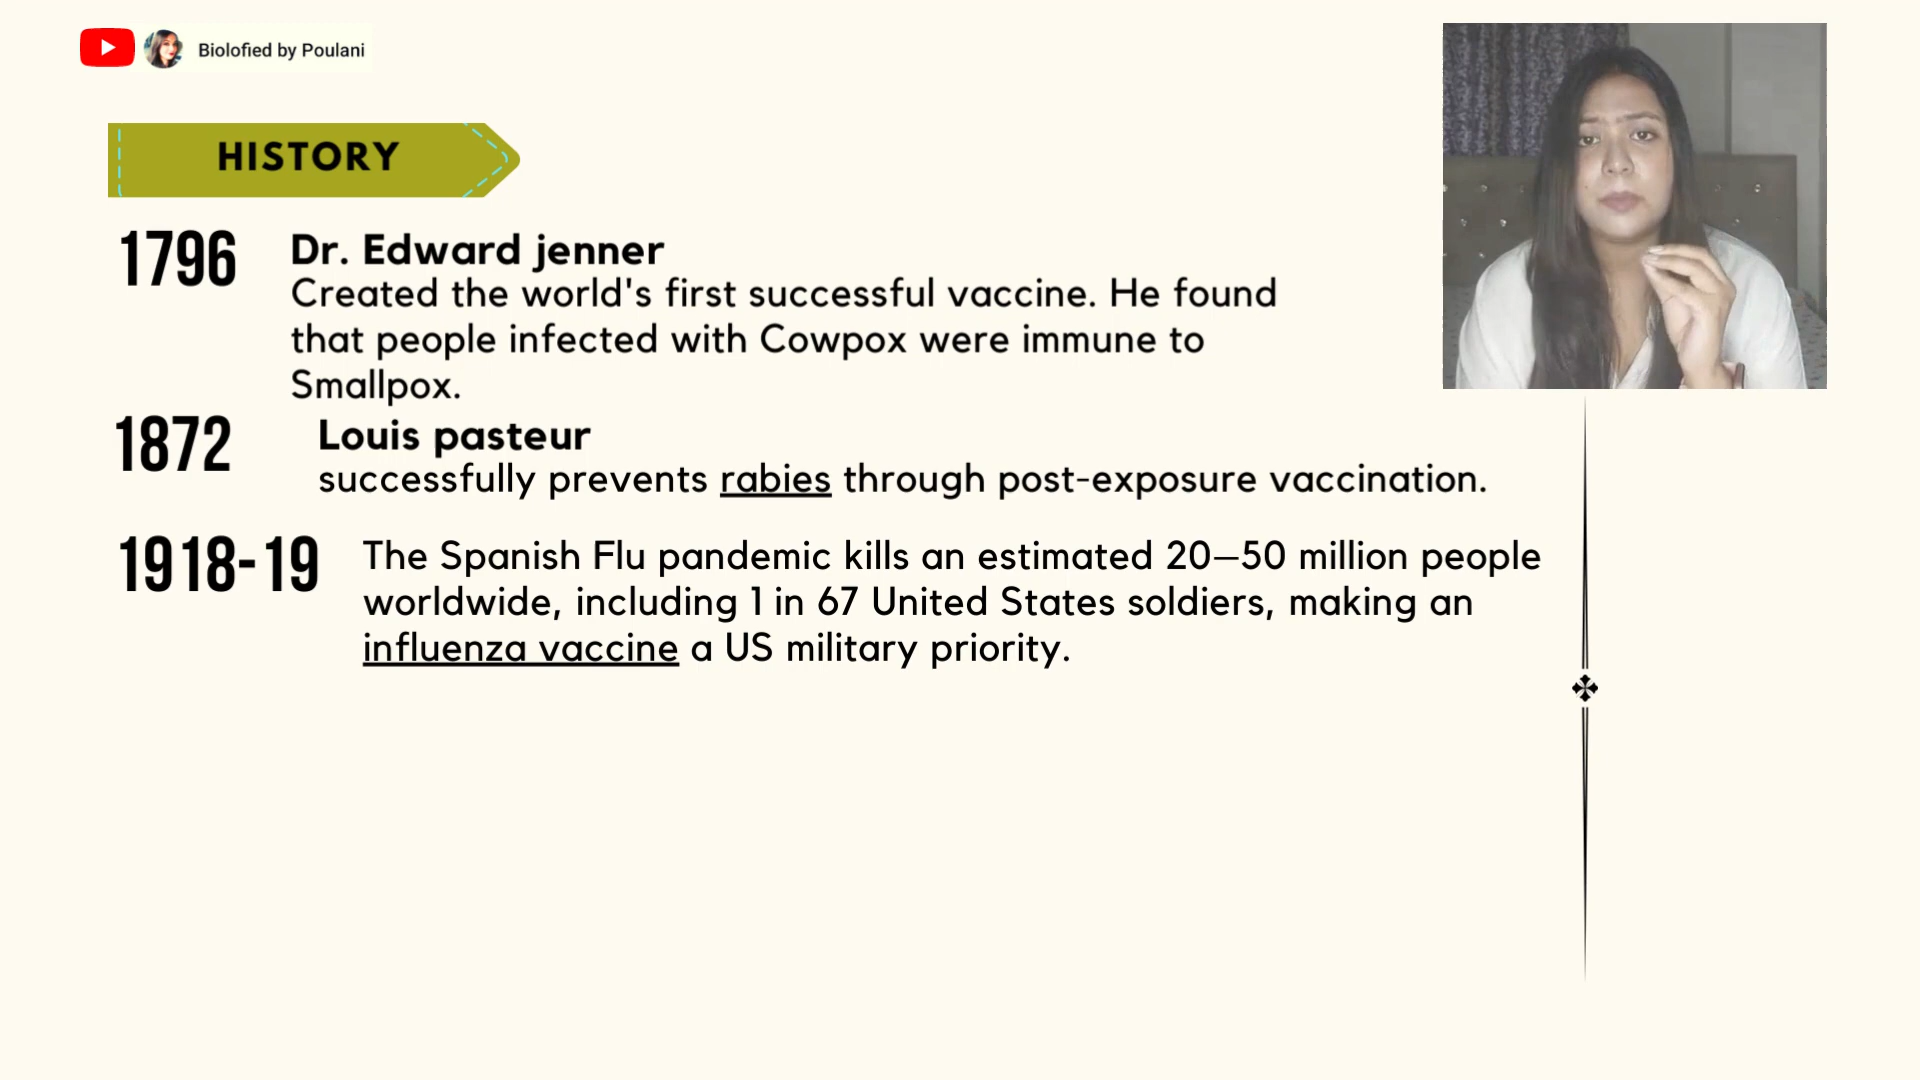 Biolofied by Poulani
HISTORY
1796
Dr. Edward jenner
Created the world's first successful vaccine. He found
that people infected with Cowpox were immune to
Smallpox.
1872
Louis pasteur
successfully prevents rabies through post-exposure vaccination.
1918-19
The Spanish Flu pandemic kills an estimated 20–50 million people
worldwide, including 1 in 67 United States soldiers, making an
influenza vaccine a US military priority.